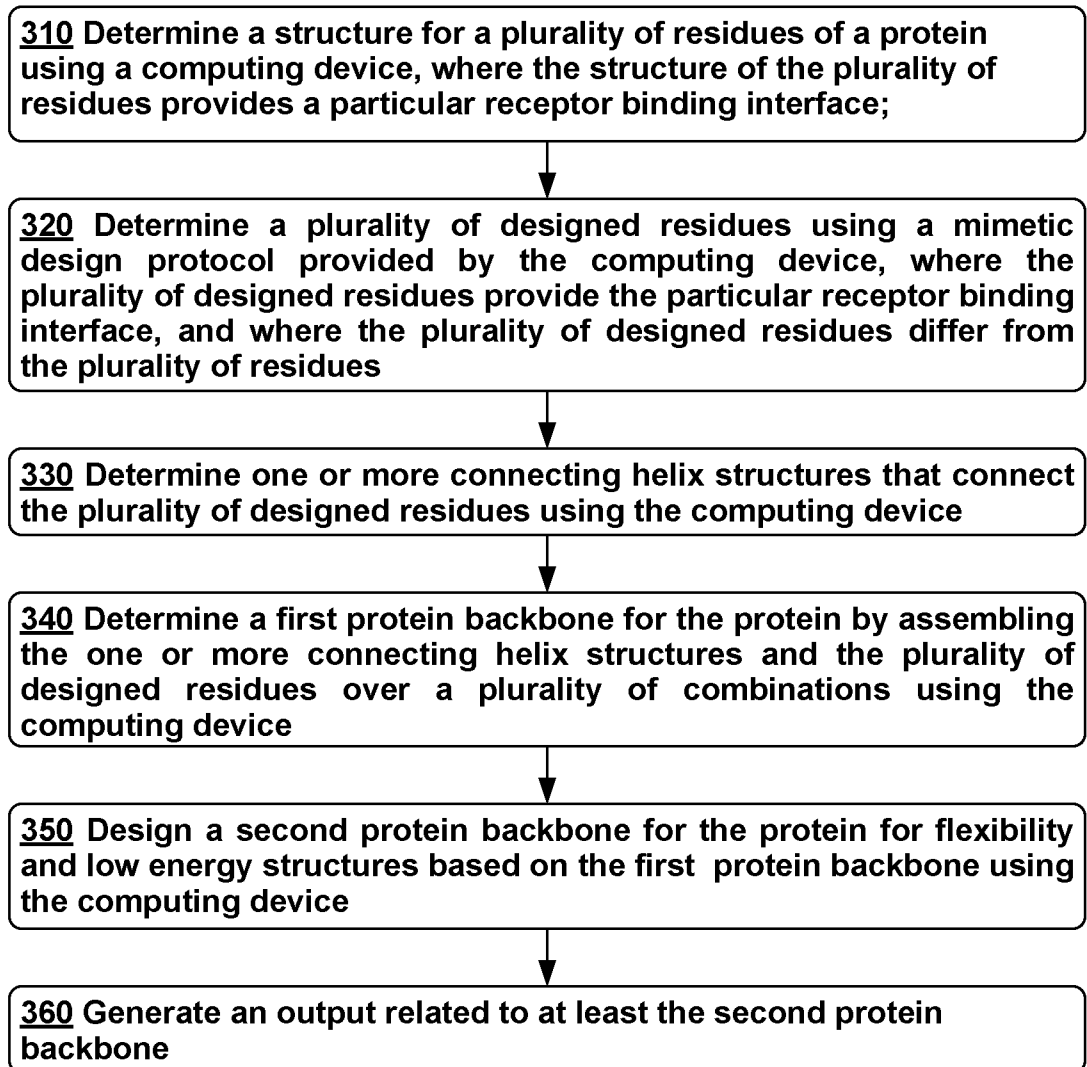 310 Determine a structure for a plurality of residues of a protein
using a computing device, where the structure of the plurality of
residues provides a particular receptor binding interface;
320 Determine a plurality of designed residues using a mimetic
design protocol provided by the computing device, where the
plurality of designed residues provide the particular receptor binding
interface, and where the plurality of designed residues differ from
the plurality of residues
330 Determine one or more connecting helix structures that connect
the plurality of designed residues using the computing device
340 Determine a first protein backbone for the protein by assembling
the one or more connecting helix structures and the plurality of
designed residues over a plurality of combinations using the
computing device
350 Design a second protein backbone for the protein for flexibility
and low energy structures based on the first protein backbone using
the computing device
360 Generate an output related to at least the second protein
backbone